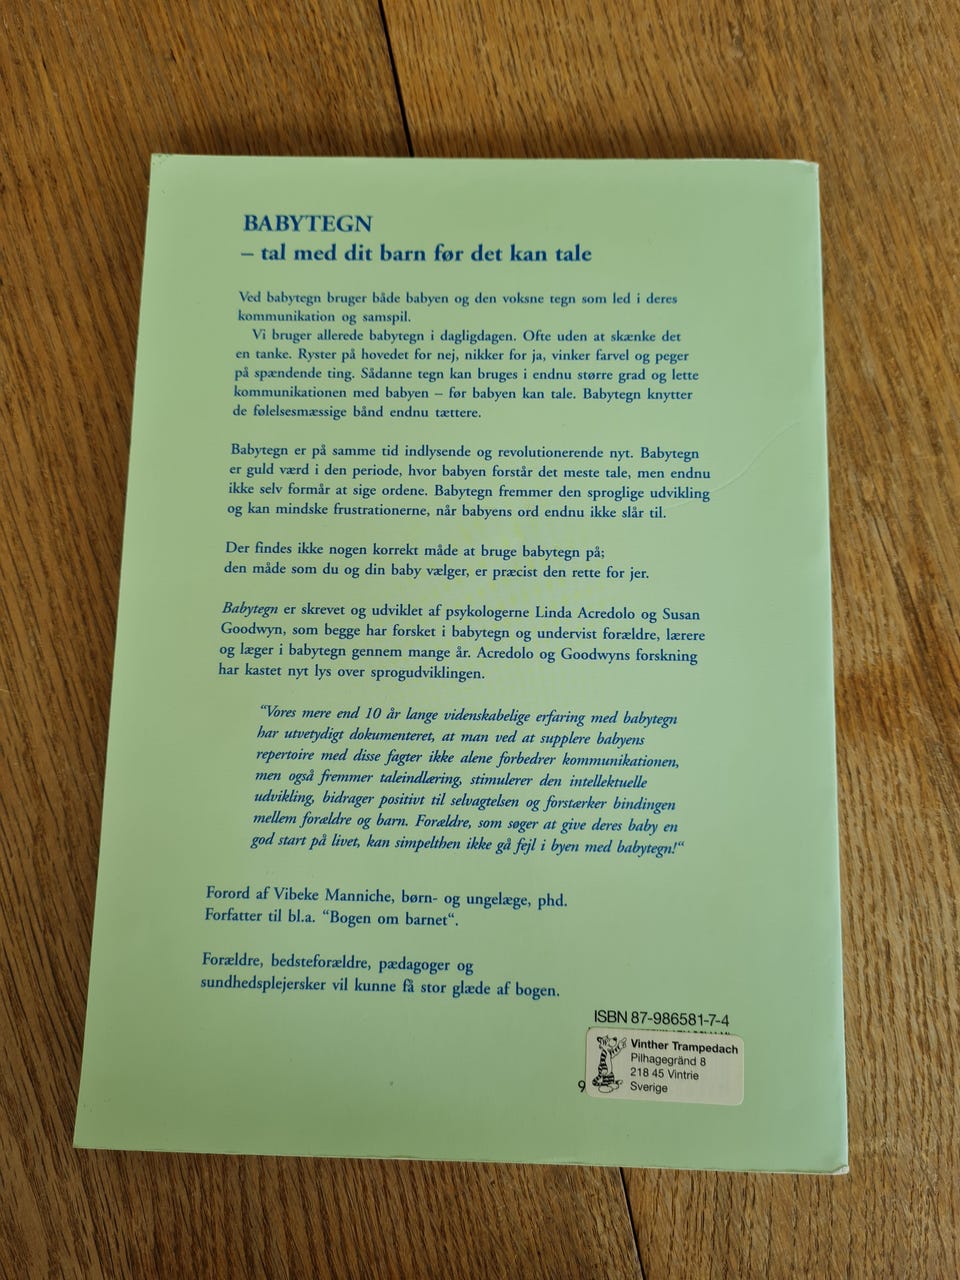 BABYTEGN
– tal med dit barn før det kan tale
Ved babytegn bruger både babyen og den voksne tegn som led i deres
kommunikation og samspil.
Vi bruger allerede babytegn i dagligdagen. Ofte uden at skænke det
en tanke. Ryster på hovedet for nej, nikker for ja, vinker farvel og peger
på spændende ting. Sådanne tegn kan bruges i endnu større grad og lette
kommunikationen med babyen – før babyen kan tale. Babytegn knytter
de følelsesmæssige bånd endnu tættere.
Babytegn er på samme tid indlysende og revolutionerende nyt. Babytegn
er guld værd i den periode, hvor babyen forstår det meste tale, men endnu
ikke selv formår at sige ordene. Babytegn fremmer den sproglige udvikling
og kan mindske frustrationerne, når babyens ord endnu ikke slår til.
Der findes ikke nogen korrekt måde at bruge babytegn på;
den måde som du og din baby vælger, er præcist den rette for jer.
Babytegn er skrevet og udviklet af psykologerne Linda Acredolo og Susan
Goodwyn, som begge har forsket i babytegn og undervist forældre, lærere
og læger i babytegn gennem mange år. Acredolo og Goodwyns forskning
har kastet nyt lys over sprogudviklingen.
“Vores mere end 10 år lange videnskabelige erfaring med babytegn
har utvetydigt dokumenteret, at man ved at supplere babyens
repertoire med disse fagter ikke alene forbedrer kommunikationen,
men også fremmer taleindlæring, stimulerer den intellektuelle
udvikling, bidrager positivt til selvagtelsen og forstærker bindingen
mellem forældre og barn. Forældre, som søger at give deres baby en
god start på livet, kan simpelthen ikke gå fejl i byen med babytegn!“
Forord af Vibeke Manniche, børn- og ungelæge, phd.
Forfatter til bl.a. “Bogen om barnet“.
Forældre, bedsteforældre, pædagoger og
sundhedsplejersker vil kunne få stor glæde af bogen.
ISBN 87-986581-7-4
Vinther Trampedach
Pilhagegränd 8
218 45 Vintrie
Sverige
9